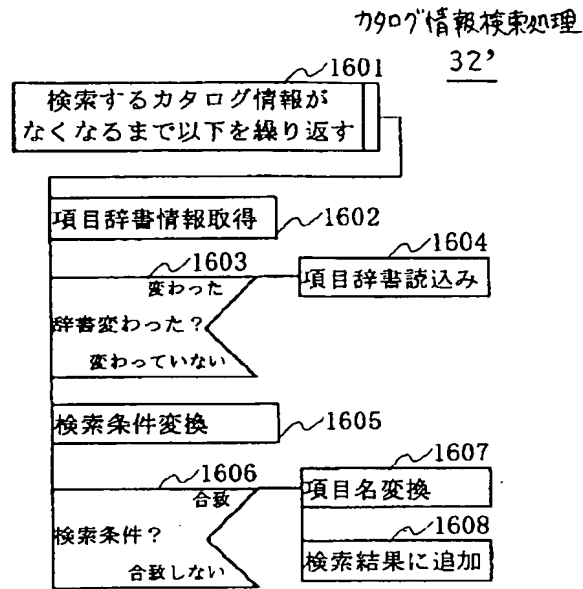 カタログ情報検索処理
32’
1601
検索するカタログ情報が
なくなるまで以下を繰り返す
項目辞書情報取得
1602
1603
1604
変わった
項目辞書読込み
辞書変わった？
変わっていない
検索条件変換
1605
1606
1607
合致
項目名変換
検索条件？
1608
合致しない
検索結果に追加